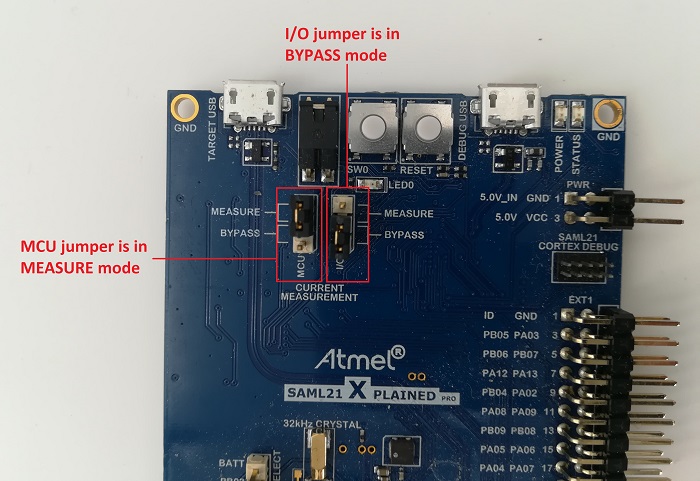 I/O jumper is in
BYPASS mode
MCU jumper is in
MEASURE mode
GND
TARGET USB
SW0
RESET
DEBUG USB
POWER
STATUS
GND
LED0
PWR
5.0V_IN GND 1
5.0V VCC 3
MEASURE
BYPASS
MCU
I/O
MEASURE
BYPASS
CURRENT
MEASUREMENT
SAML21
CORTEX DEBUG
EXT1
ID GND 1
PB05 PA03 3
PB06 PB07 5
PA12 PA13 7
PB04 PA02 9
PA08 PA09 11
PB09 PB08 13
PA05 PA06 15
PA04 PA07 17
Atmel®
SAML21 XPLAINED PRO
32kHz CRYSTAL
BATT